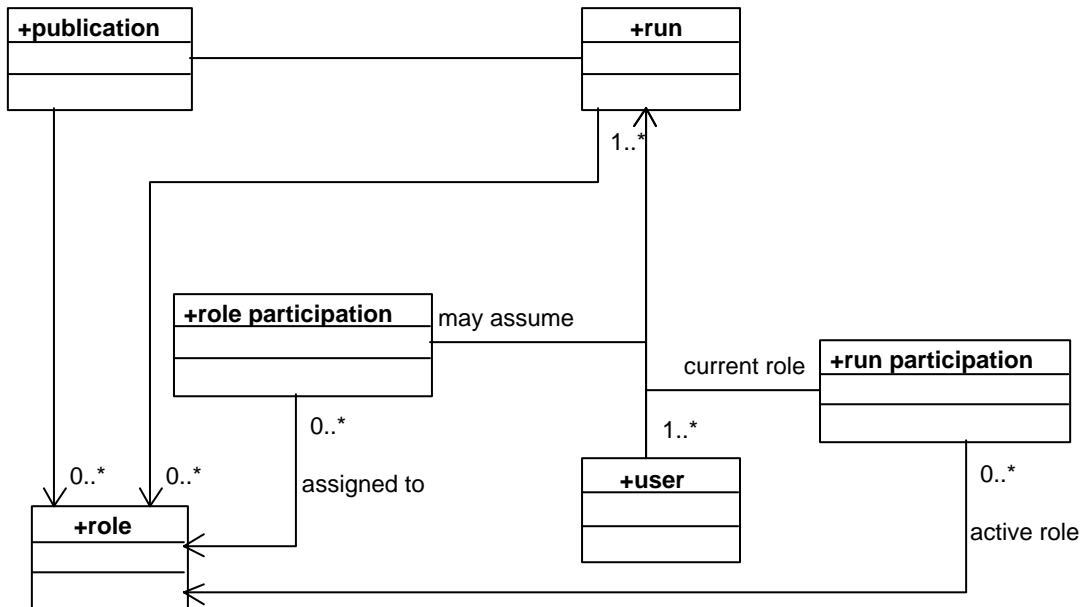 +publication
+run
1..*
+role participation
may assume
current role
+run participation
0..*
1..*
0..*
0..*
0..*
assigned to
+user
+role
active role